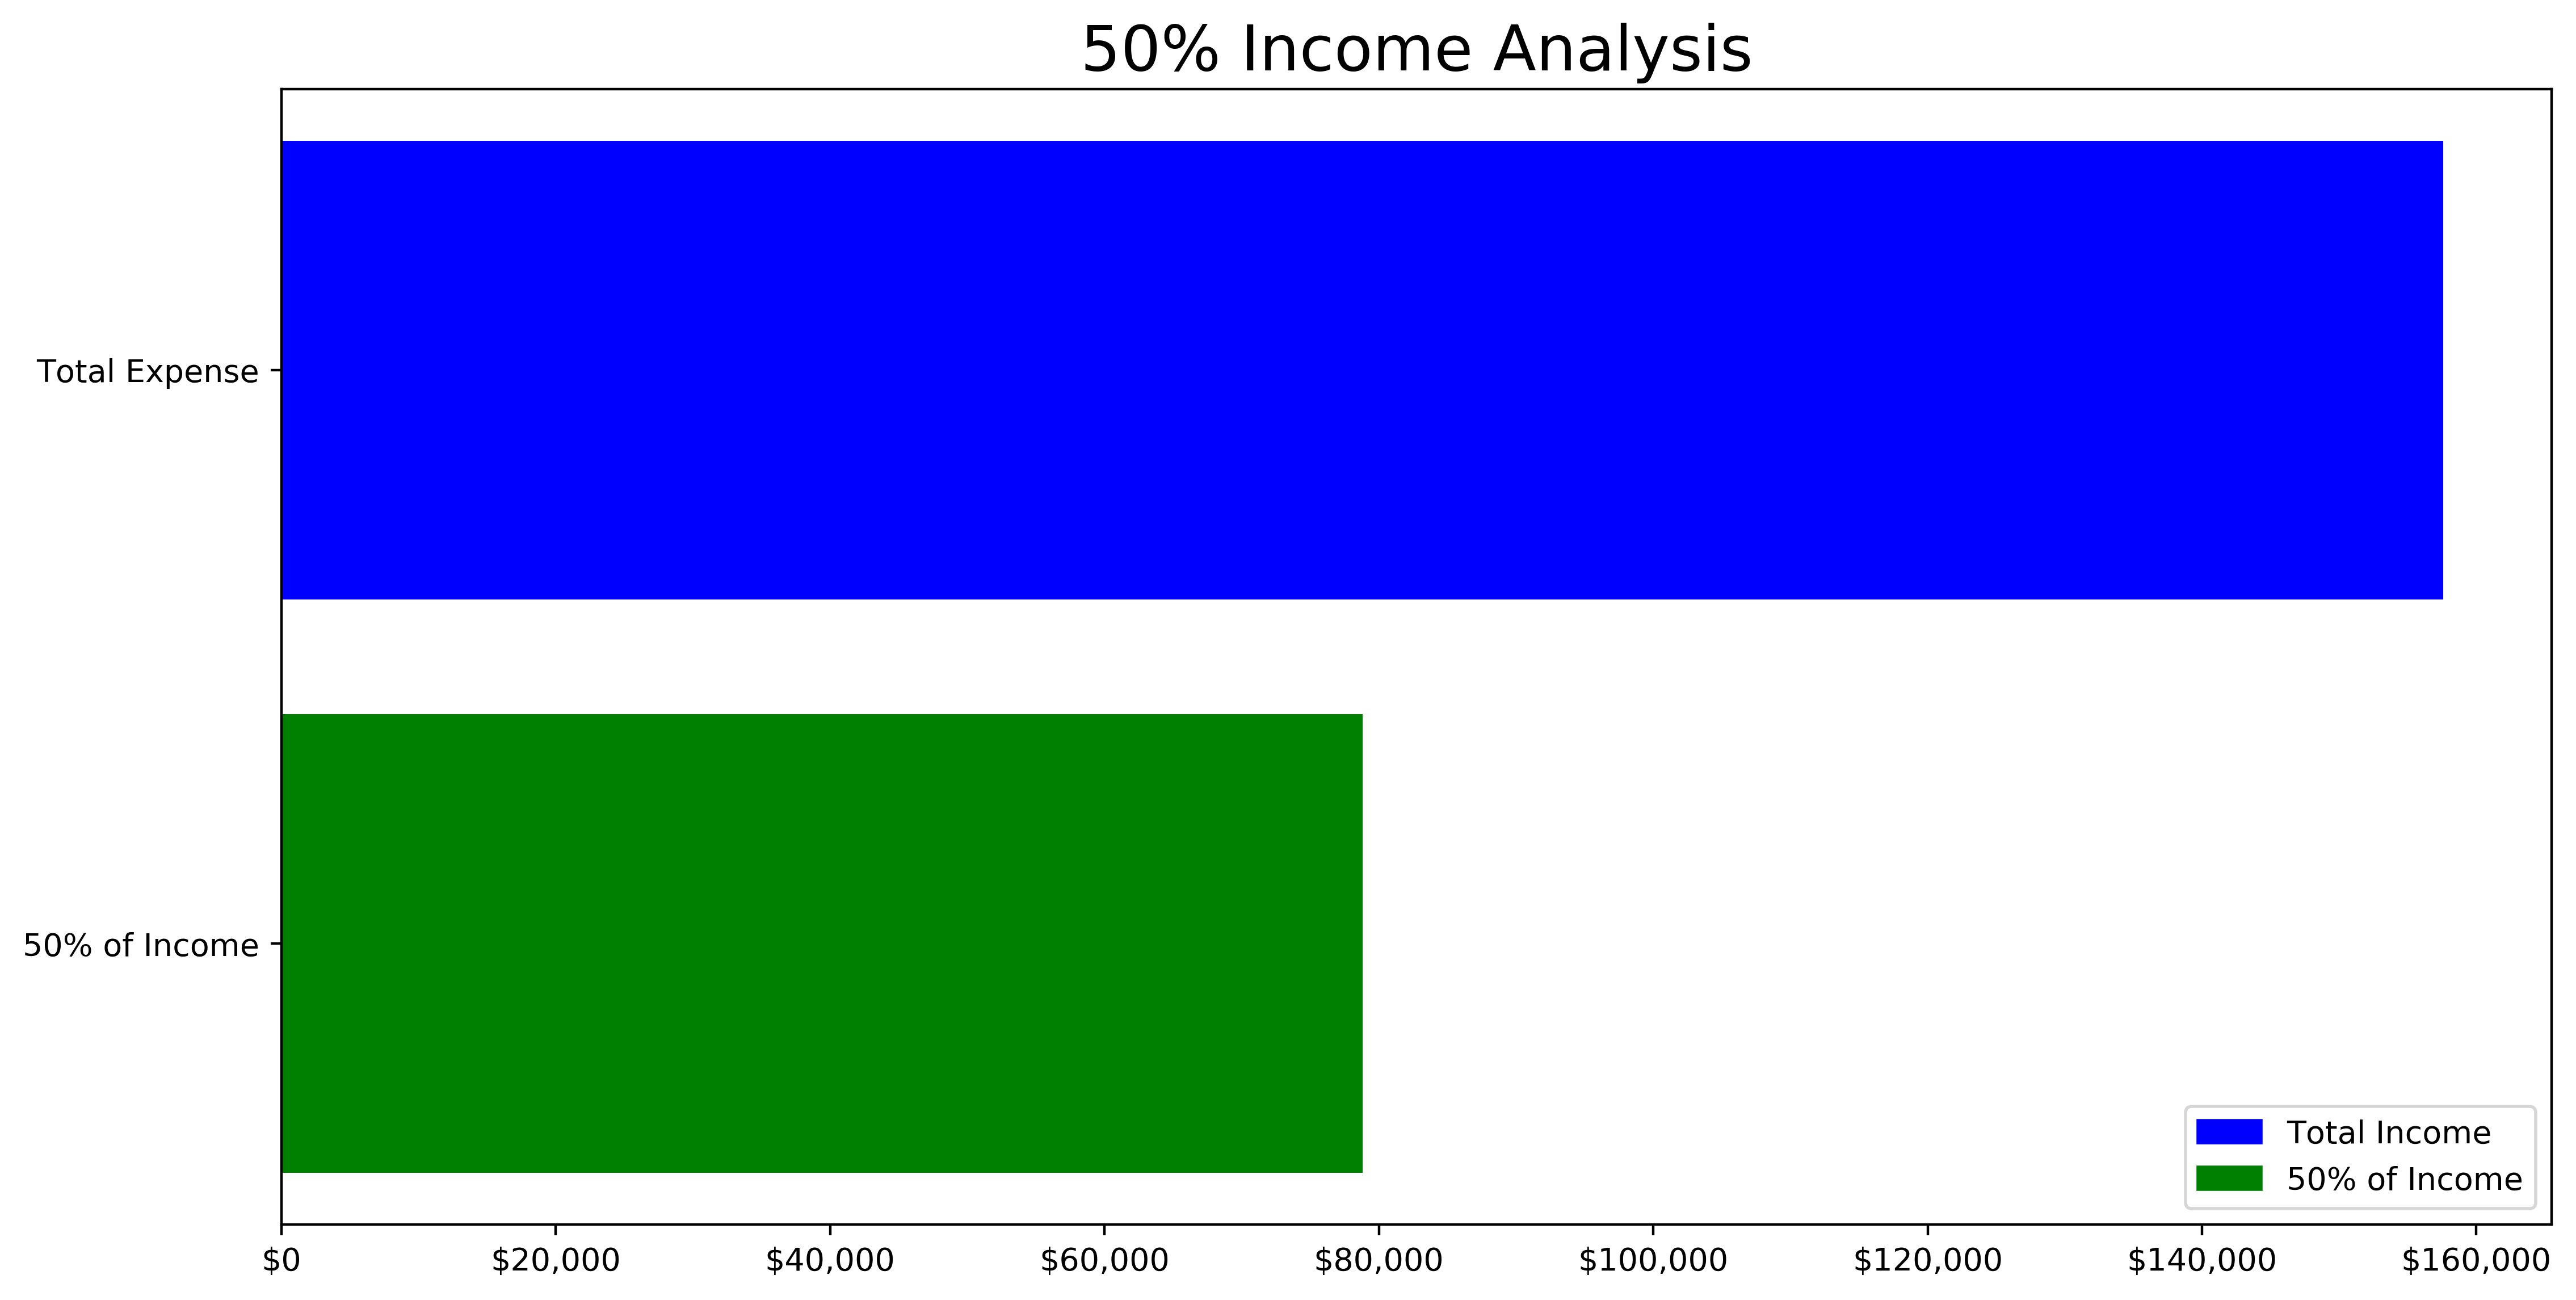 50% Income Analysis
Total Expense
50% of Income
Total Income
50% of Income
$0 $20,000 $40,000 $60,000 $80,000 $100,000 $120,000 $140,000 $160,000